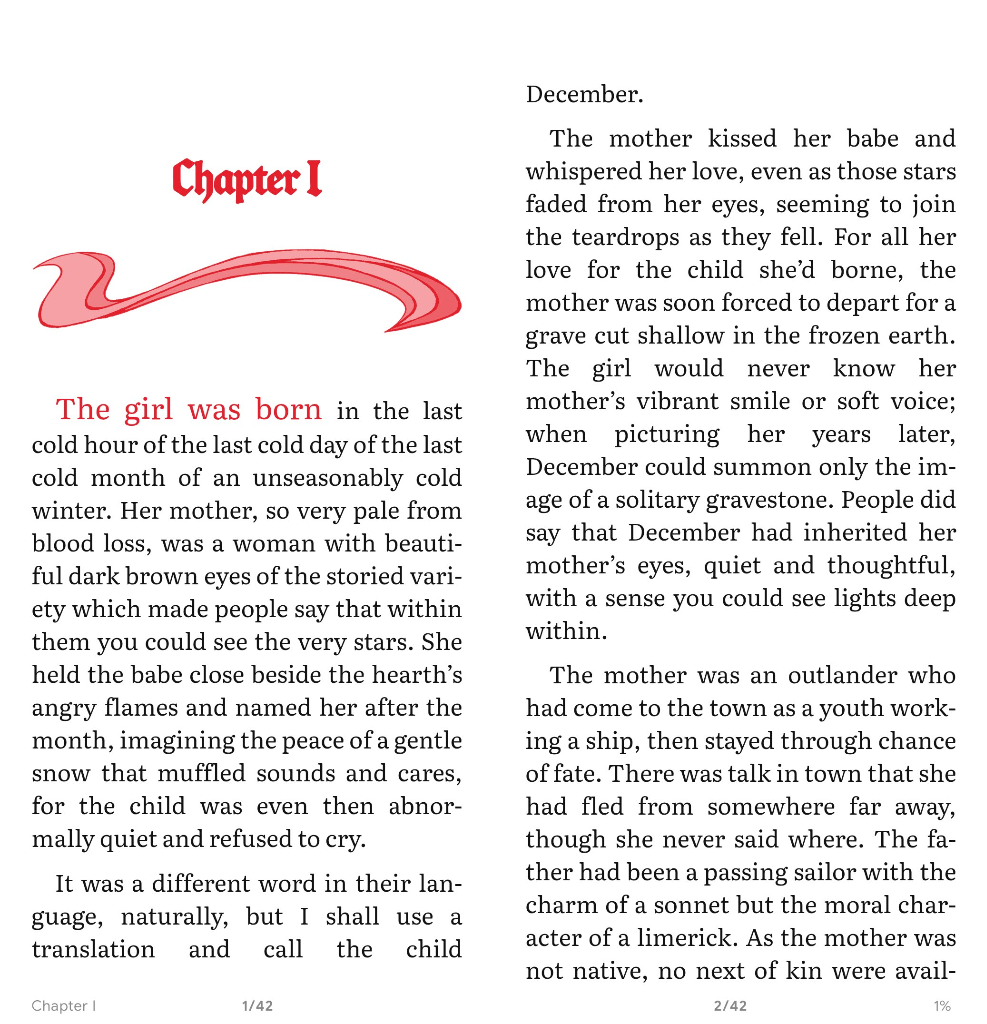 Chapter I
The girl was born in the last
cold hour of the last cold day of the last
cold month of an unseasonably cold
winter. Her mother, so very pale from
blood loss, was a woman with beauti-
ful dark brown eyes of the storied vari-
ety which made people say that within
them you could see the very stars. She
held the babe close beside the hearth's
angry flames and named her after the
month, imagining the peace of a gentle
snow that muffled sounds and cares,
for the child was even then abnor-
mally quiet and refused to cry.
It was a different word in their lan-
guage, naturally, but I shall use a
translation and call the child
Chapter I 1/42
December.
The mother kissed her babe and
whispered her love, even as those stars
faded from her eyes, seeming to join
the teardrops as they fell. For all her
love for the child she'd borne, the
mother was soon forced to depart for a
grave cut shallow in the frozen earth.
The girl would never know her
mother's vibrant smile or soft voice;
when picturing her years later,
December could summon only the im-
age of a solitary gravestone. People did
say that December had inherited her
mother's eyes, quiet and thoughtful,
with a sense you could see lights deep
within.
The mother was an outlander who
had come to the town as a youth work-
ing a ship, then stayed through chance
of fate. There was talk in town that she
had fled from somewhere far away,
though she never said where. The fa-
ther had been a passing sailor with the
charm of a sonnet but the moral char-
acter of a limerick. As the mother was
not native, no next of kin were avail-
2/42 1%